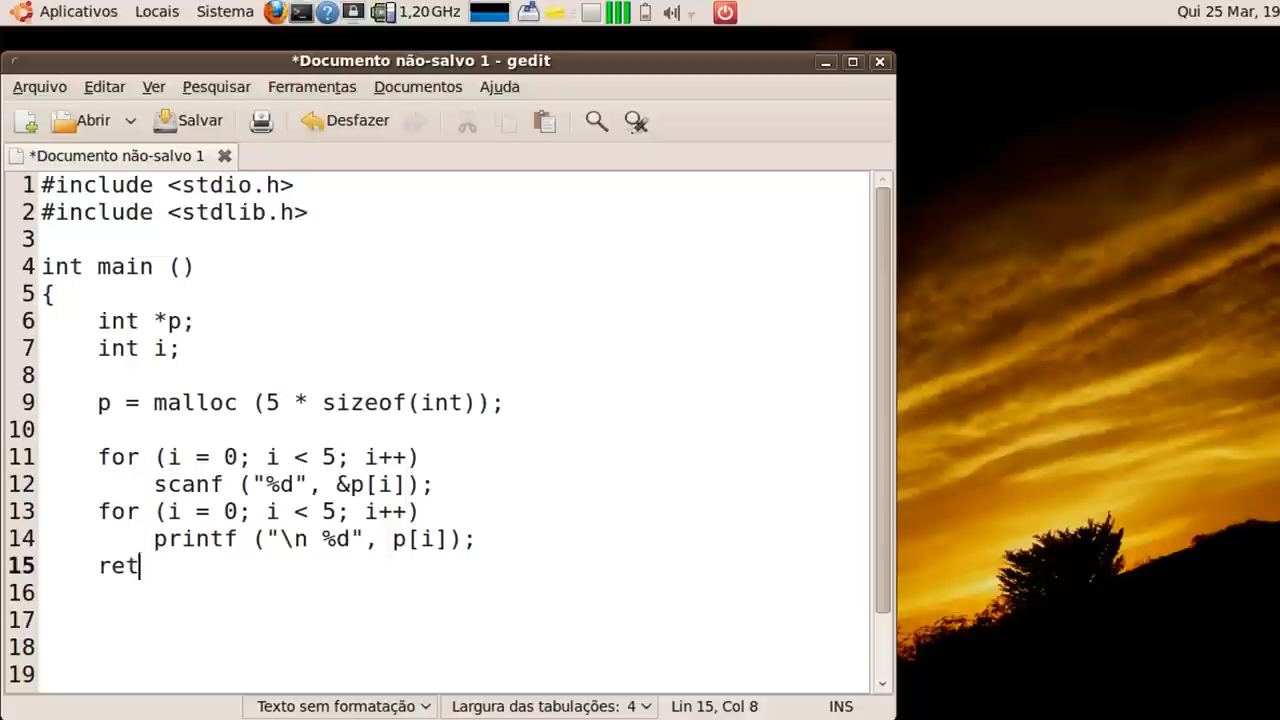 Aplicativos Locais Sistema 1,20 GHz Qui 25 Mar, 19
*Documento não-salvo 1 - gedit
Arquivo Editar Ver Pesquisar Ferramentas Documentos Ajuda
Abrir Salvar Desfazer
*Documento não-salvo 1
1 #include <stdio.h>
2 #include <stdlib.h>
3
4 int main ()
5 {
6     int *p;
7     int i;
8
9     p = malloc (5 * sizeof(int));
10
11     for (i = 0; i < 5; i++)
12         scanf ("%d", &p[i]);
13     for (i = 0; i < 5; i++)
14         printf ("\n %d", p[i]);
15     ret
16
17
18
19
Texto sem formatação Largura das tabulações: 4 Lin 15, Col 8 INS